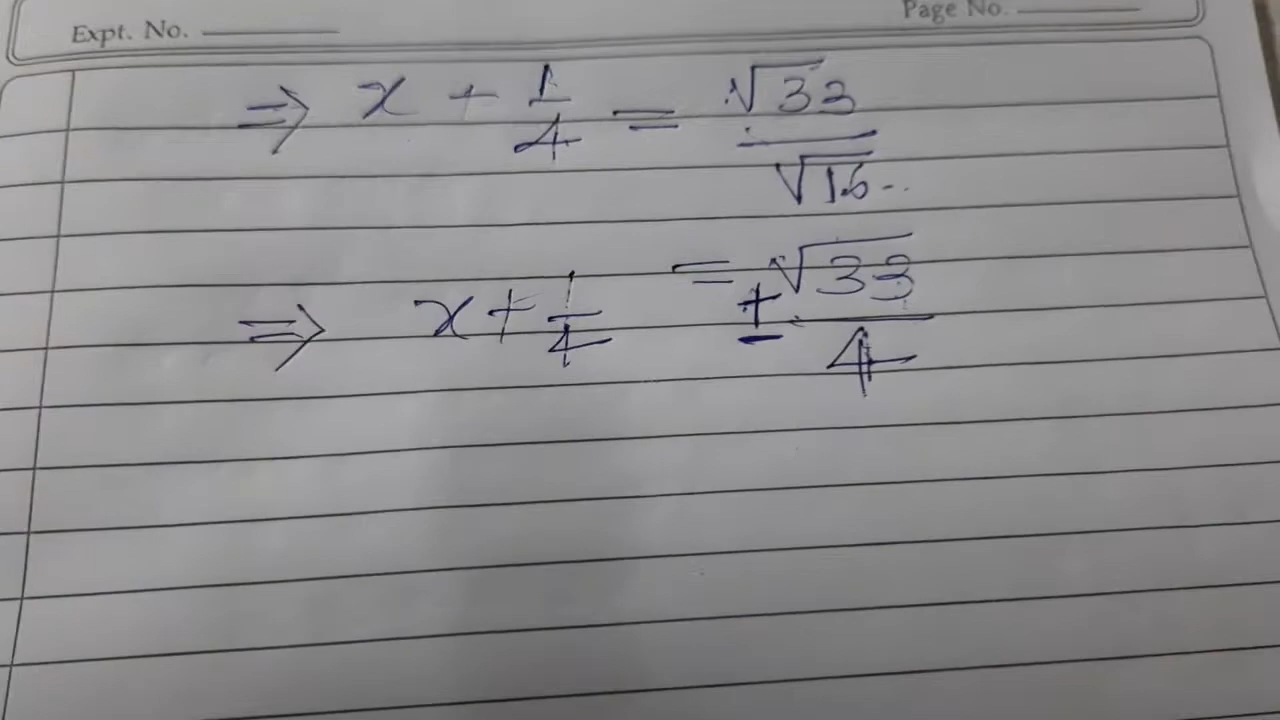 Expt. No. Page No.
⇒ x + 1/4 = √33/√16
⇒ x + 1/4 = ± √33/4